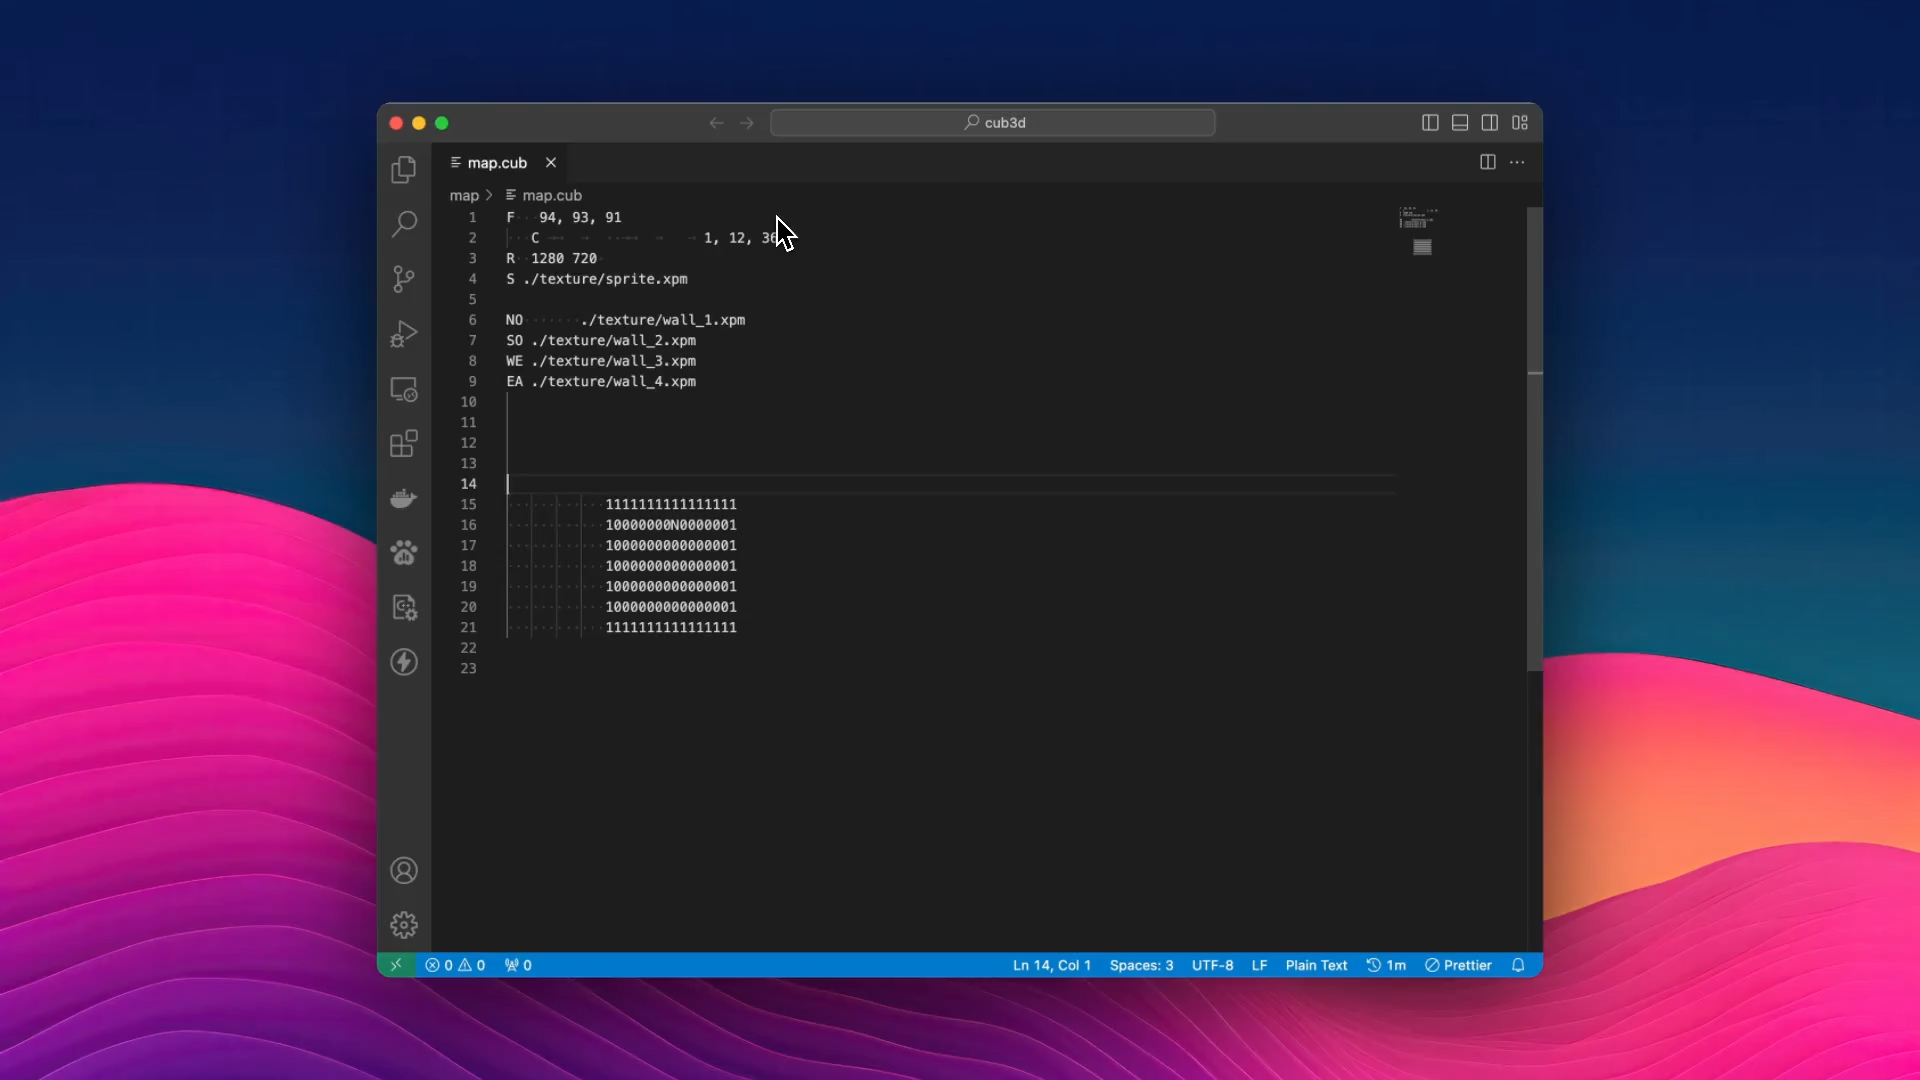 cub3d
map.cub
map > map.cub
1 F 94, 93, 91
2 C 1, 12, 36
3 R 1280 720
4 S ./texture/sprite.xpm
5
6 NO ./texture/wall_1.xpm
7 SO ./texture/wall_2.xpm
8 WE ./texture/wall_3.xpm
9 EA ./texture/wall_4.xpm
10
11
12
13
14
15 1111111111111111
16 10000000N0000001
17 1000000000000001
18 1000000000000001
19 1000000000000001
20 1000000000000001
21 1111111111111111
22
23
0 0 0 Ln 14, Col 1 Spaces: 3 UTF-8 LF Plain Text 1m Prettier